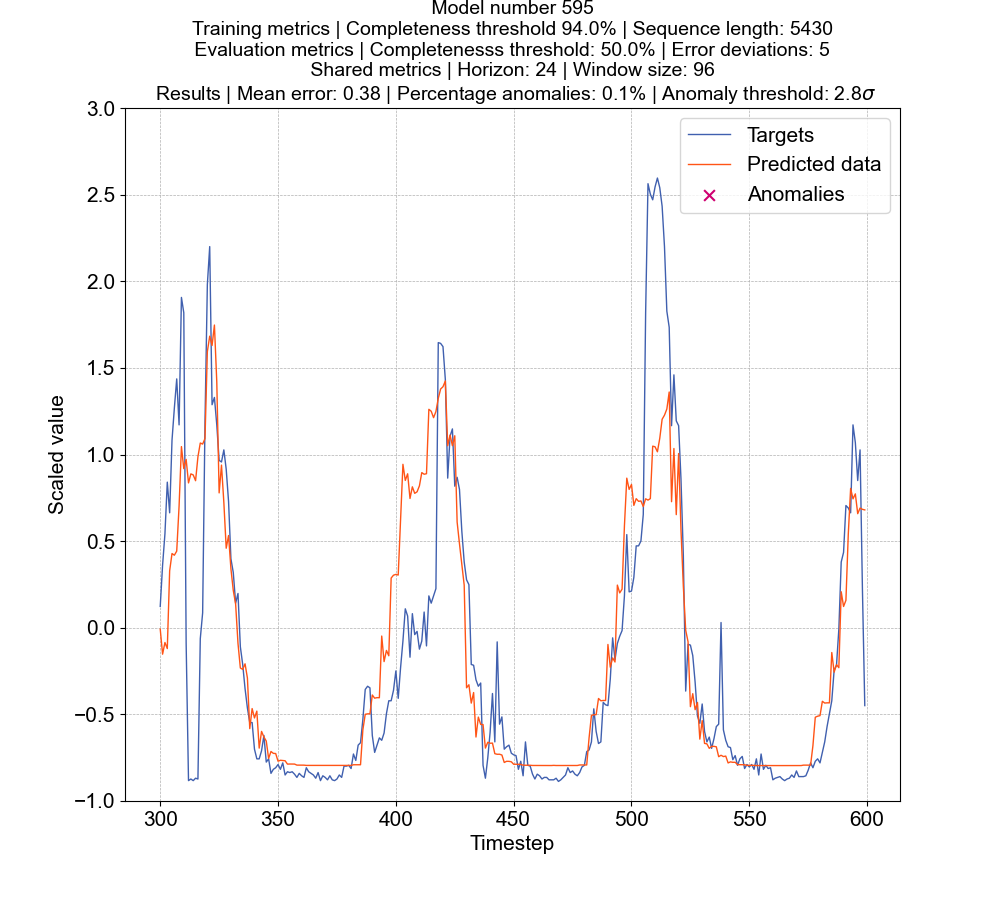 Model number 595
Training metrics | Completeness threshold 94.0% | Sequence length: 5430
Evaluation metrics | Completenesss threshold: 50.0% | Error deviations: 5
Shared metrics | Horizon: 24 | Window size: 96
Results | Mean error: 0.38 | Percentage anomalies: 0.1% | Anomaly threshold: 2.8σ
3.0
2.5
2.0
1.5
1.0
0.5
0.0
−0.5
−1.0
Scaled value
Targets
Predicted data
Anomalies
300
350
400
450
500
550
600
Timestep